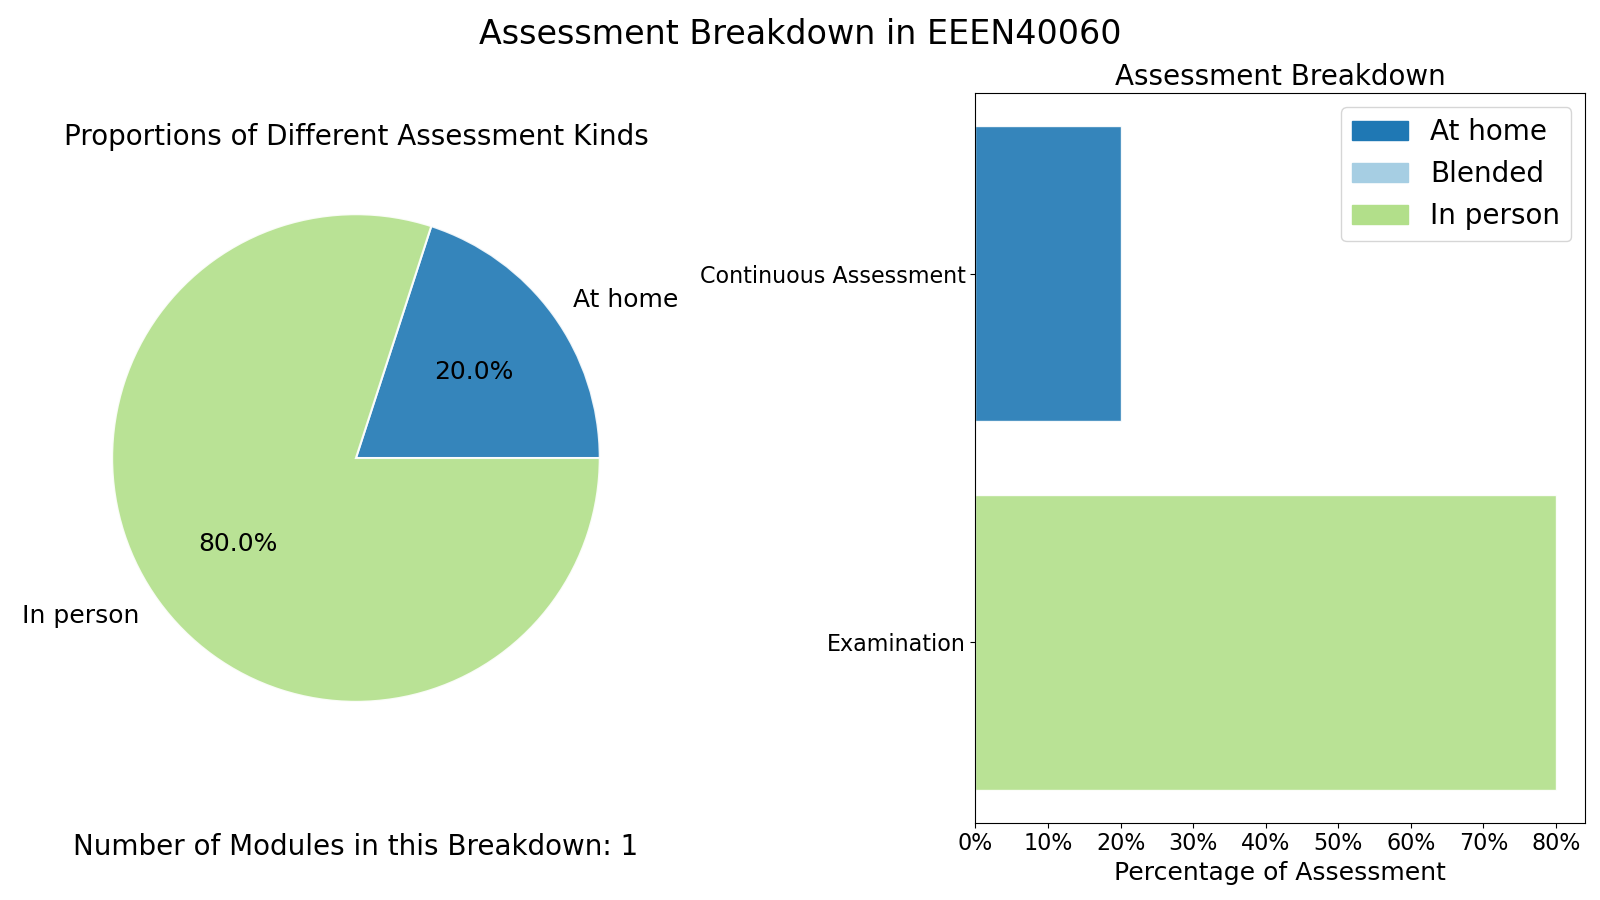 Assessment Breakdown in EEEN40060
Proportions of Different Assessment Kinds
At home
20.0%
80.0%
In person
Number of Modules in this Breakdown: 1
Assessment Breakdown
At home
Blended
In person
Continuous Assessment
Examination
0% 10% 20% 30% 40% 50% 60% 70% 80%
Percentage of Assessment